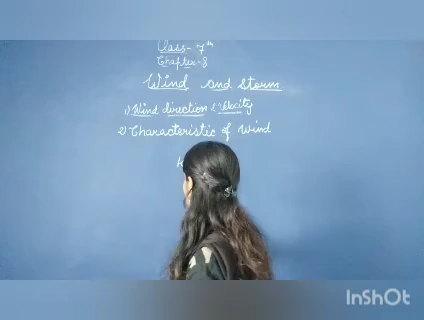 Class- 7th
Chapter-8
Wind and Storm
1) Wind direction & Velocity
2) Characteristic of wind
InShOt